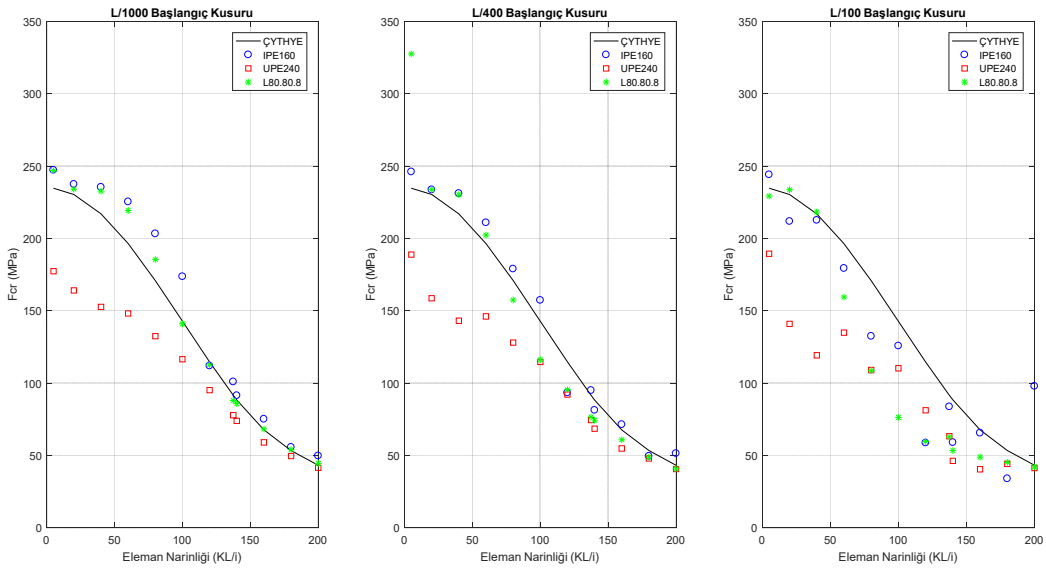 L/1000 Başlangıç Kusuru
350
300
250
200
150
100
50
0
Fcr (MPa)
0 50 100 150 200
Eleman Narinliği (KL/i)
ÇYTHYE
IPE160
UPE240
L80.80.8
L/400 Başlangıç Kusuru
350
300
250
200
150
100
50
0
Fcr (MPa)
0 50 100 150 200
Eleman Narinliği (KL/i)
ÇYTHYE
IPE160
UPE240
L80.80.8
L/100 Başlangıç Kusuru
350
300
250
200
150
100
50
0
Fcr (MPa)
0 50 100 150 200
Eleman Narinliği (KL/i)
ÇYTHYE
IPE160
UPE240
L80.80.8